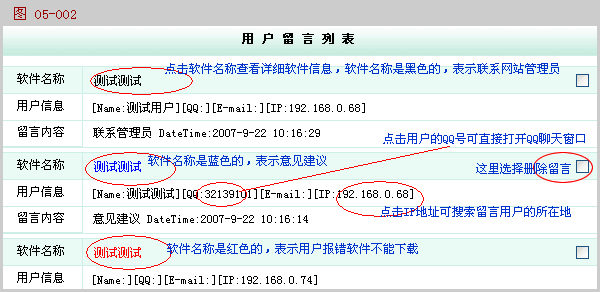 图 05-002
用户留言列表
点击软件名称查看详细软件信息，软件名称是黑色的，表示联系网站管理员
软件名称 测试测试
用户信息 [Name:测试用户][QQ:][E-mail:][IP:192.168.0.68]
留言内容 联系管理员 DateTime:2007-9-22 10:16:29
点击用户的QQ号可直接打开QQ聊天窗口
软件名称 测试测试 软件名称是蓝色的，表示意见建议
这里选择删除留言
用户信息 [Name:测试测试][QQ:32139101][E-mail:][IP:192.168.0.68]
留言内容 意见建议 DateTime:2007-9-22 10:16:14
点击IP地址可搜索留言用户的所在地
软件名称 测试测试 软件名称是红色的，表示用户报错软件不能下载
用户信息 [Name:][QQ:][E-mail:][IP:192.168.0.74]